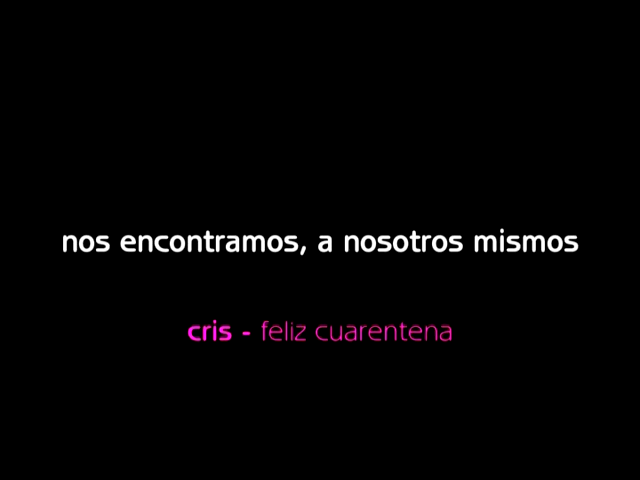 nos encontramos, a nosotros mismos
cris - feliz cuarentena